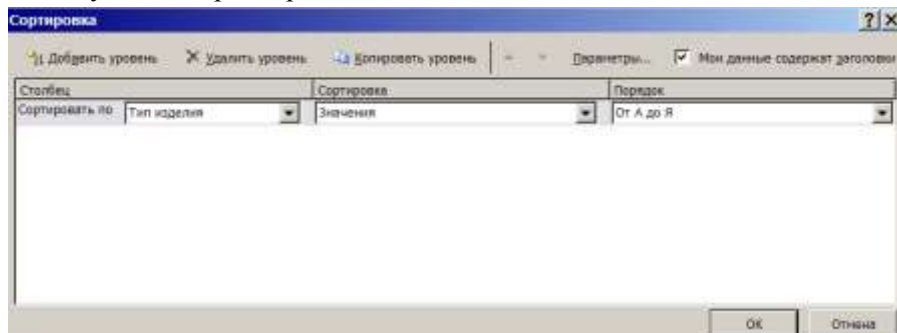 Сортировка
Добавить уровень Удалить уровень Копировать уровень Параметры... Мои данные содержат заголовки
Столбец Сортировка Порядок
Сортировать по Тип изделия Значения От А до Я
ОК Отмена